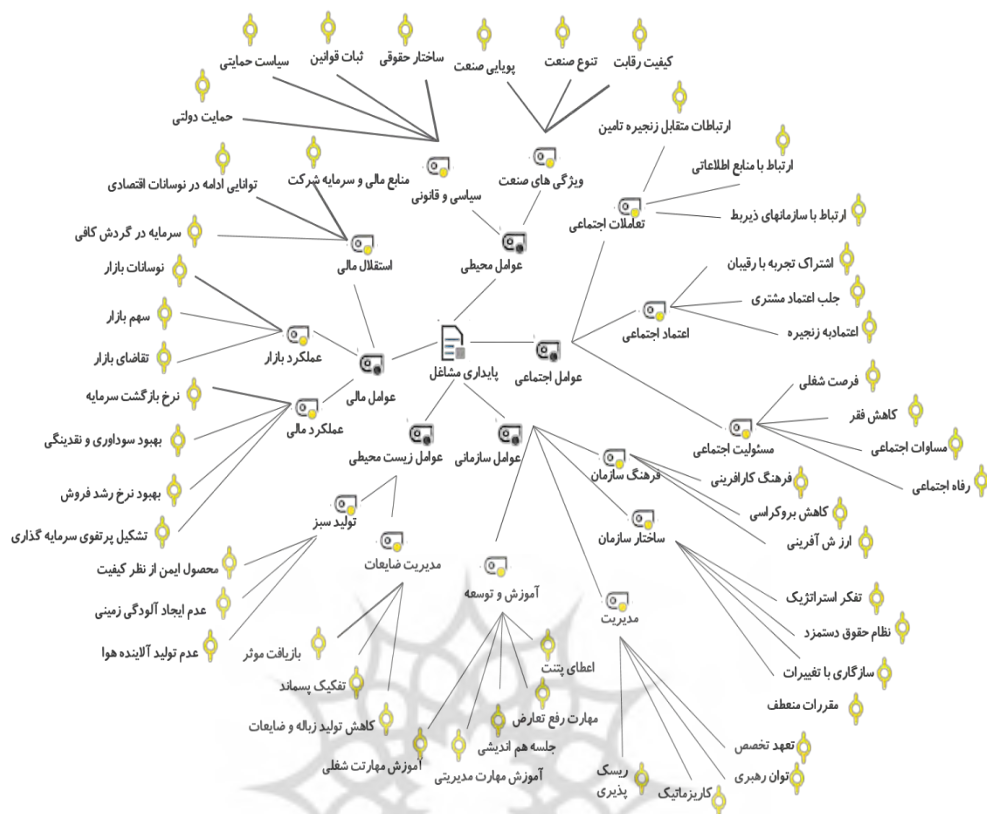 کیفیت رقابت
تنوع صنعت
پویایی صنعت
ساختار حقوقی
ثبات قوانین
سیاست حمایتی
حمایت دولتی
ویژگی های صنعت
سیاسی و قانونی
عوامل محیطی
ارتباطات متقابل زنجیره تامین
ارتباط با منابع اطلاعاتی
ارتباط با سازمانهای ذیربط
تعاملات اجتماعی
اشتراک تجربه با رقیبان
جلب اعتماد مشتری
اعتمادبه زنجیره
اعتماد اجتماعی
عوامل اجتماعی
فرصت شغلی
کاهش فقر
مساوات اجتماعی
رفاه اجتماعی
مسئولیت اجتماعی
پایداری مشاغل
منابع مالی و سرمایه شرکت
توانایی ادامه در نوسانات اقتصادی
سرمایه در گردش کافی
استقلال مالی
نوسانات بازار
سهم بازار
تقاضای بازار
عملکرد بازار
عوامل مالی
نرخ بازگشت سرمایه
بهبود سوداوری و نقدینگی
بهبود نرخ رشد فروش
تشکیل پرتفوی سرمایه گذاری
عملکرد مالی
عوامل سازمانی
عوامل زیست محیطی
فرهنگ سازمان
فرهنگ کارافرینی
کاهش بروکراسی
ارز ش آفرینی
ساختار سازمان
تفکر استراتژیک
نظام حقوق دستمزد
سازگاری با تغییرات
مقررات منعطف
مدیریت
تعهد تخصص
توان رهبری
کاریزماتیک
ریسک
پذیری
آموزش و توسعه
اعطای پتنت
مهارت رفع تعارض
جلسه هم اندیشی
آموزش مهارت مدیریتی
آموزش مهارتت شغلی
تولید سبز
محصول ایمن از نظر کیفیت
عدم ایجاد آلودگی زمینی
عدم تولید آلاینده هوا
مدیریت ضایعات
بازیافت موثر
تفکیک پسماند
کاهش تولید زباله و ضایعات